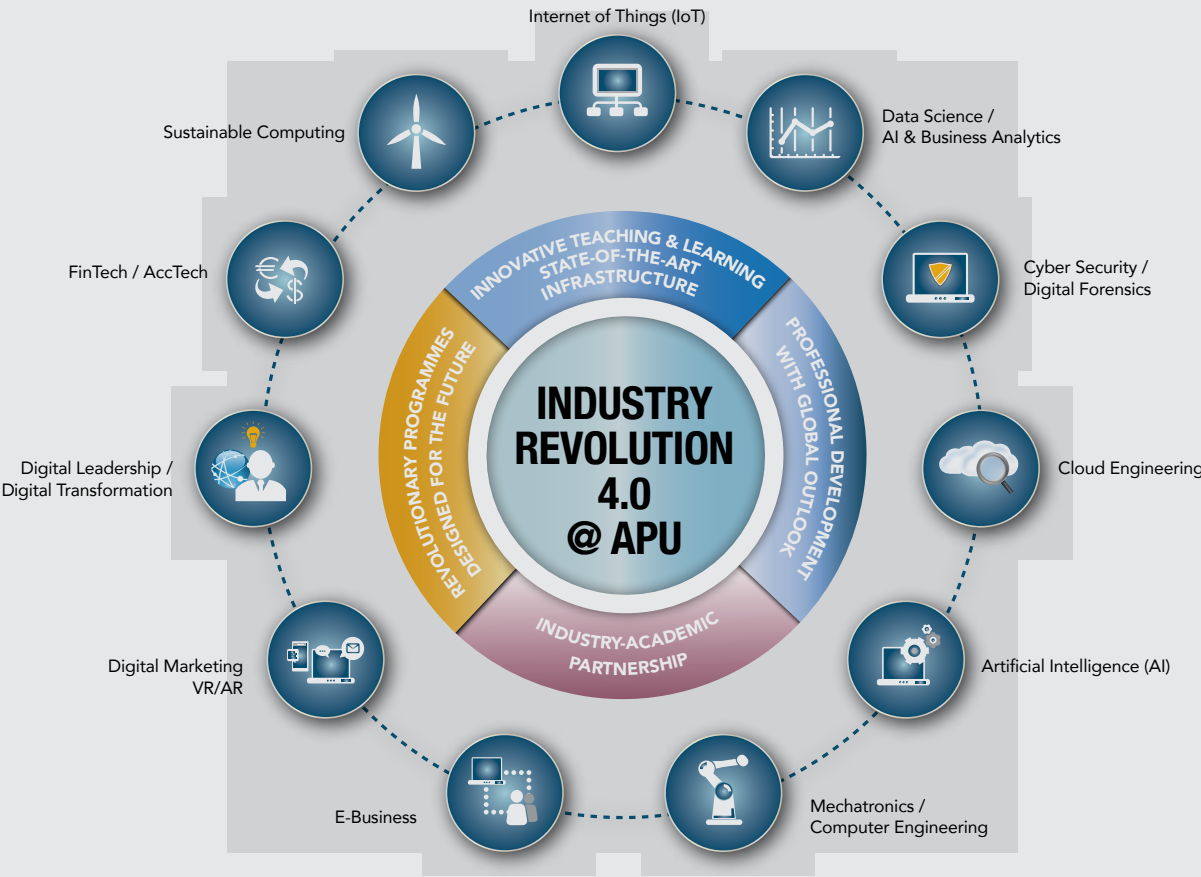 Internet of Things (IoT)
Data Science /
AI & Business Analytics
Cyber Security /
Digital Forensics
Cloud Engineering
Artificial Intelligence (AI)
Mechatronics /
Computer Engineering
E-Business
Digital Marketing
VR/AR
Digital Leadership /
Digital Transformation
FinTech / AccTech
Sustainable Computing
INNOVATIVE TEACHING & LEARNING
STATE-OF-THE-ART
INFRASTRUCTURE
PROFESSIONAL DEVELOPMENT
WITH GLOBAL OUTLOOK
INDUSTRY-ACADEMIC
PARTNERSHIP
REVOLUTIONARY PROGRAMMES
DESIGNED FOR THE FUTURE
INDUSTRY
REVOLUTION
4.0
@ APU